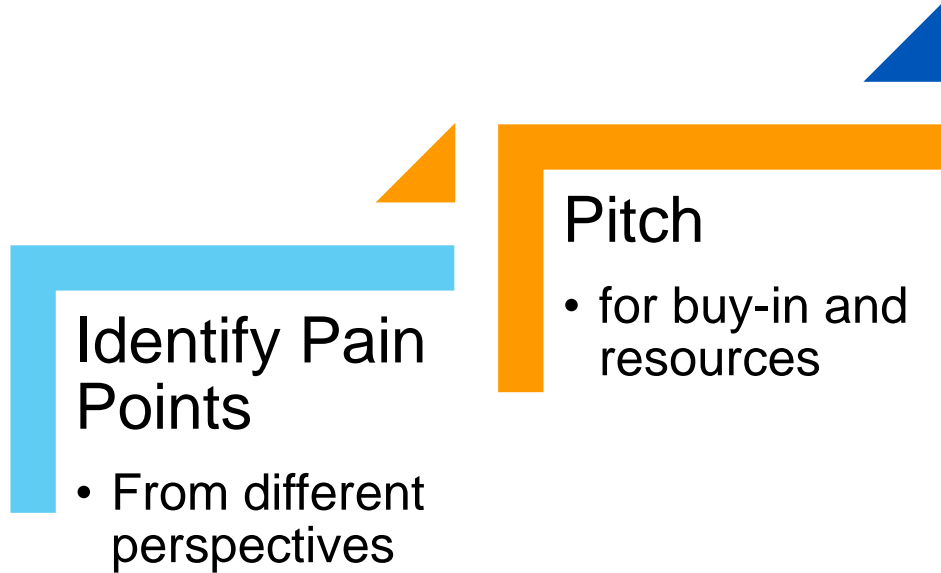 Identify Pain
Points
• From different
perspectives
Pitch
• for buy-in and
resources